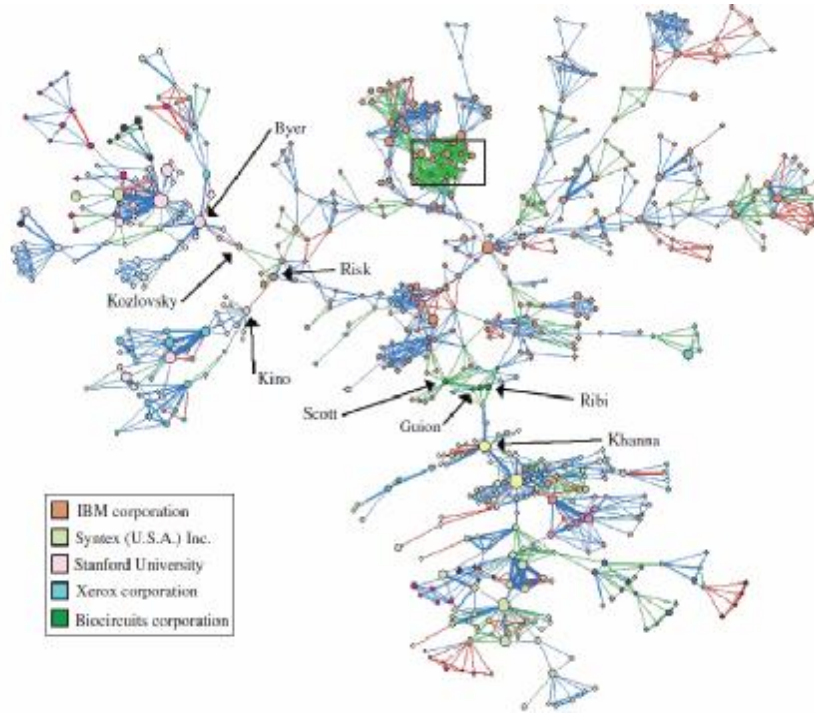 Byer
Risk
Kozlovsky
Kino
Scott
Guion
Ribi
Khanna
IBM corporation
Syntex (U.S.A.) Inc.
Stanford University
Xerox corporation
Biocircuits corporation